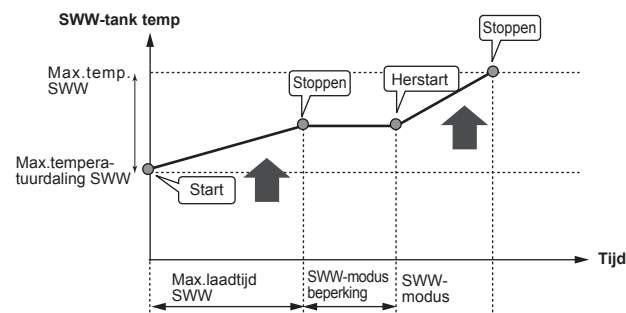 SWW-tank temp
Stoppen
Max.temp.
SWW
Stoppen
Herstart
Max.tempera-
tuurdaling SWW
Start
Tijd
Max.laadtijd
SWW
SWW-modus
beperking
SWW-
modus